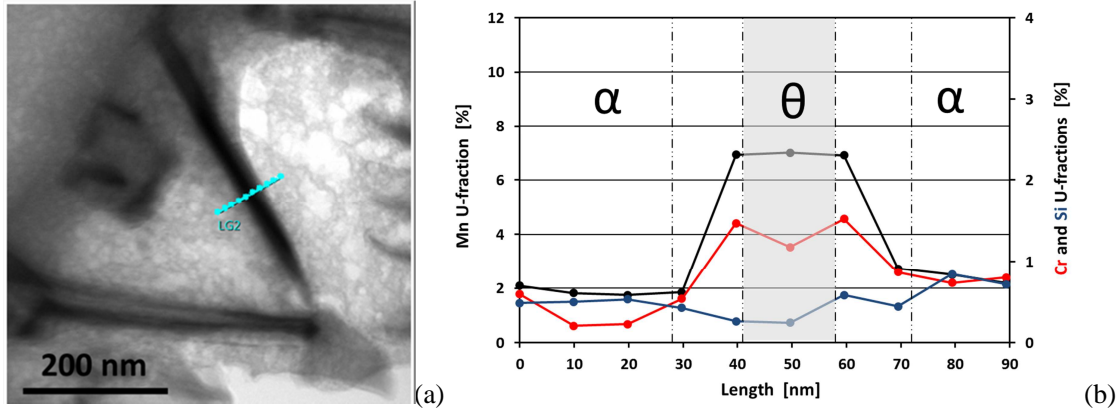 LG2
200 nm
(a)
Mn U-fraction [%]
12
10
8
6
4
2
0
α
θ
α
4
3
2
1
0
Cr and Si U-fractions [%]
0 10 20 30 40 50 60 70 80 90
Length [nm]
(b)